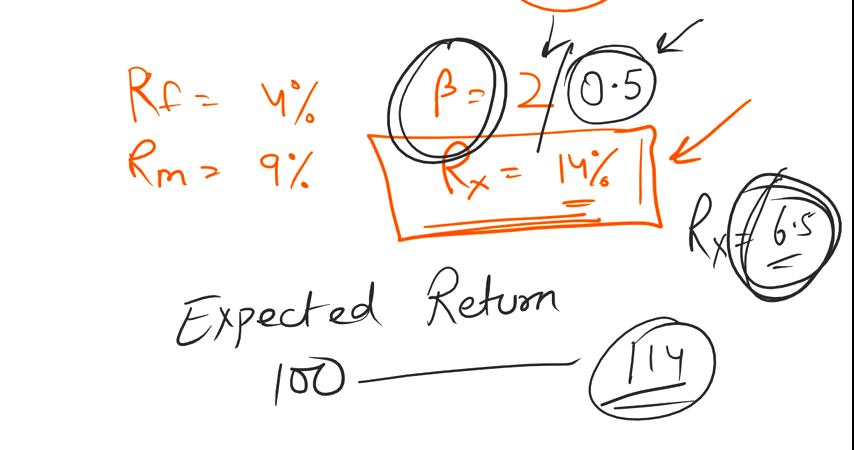 Rf = 4% β = 2 / 0.5
Rm = 9% Rx = 14%
Rx = 6.5
Expected Return
100 114